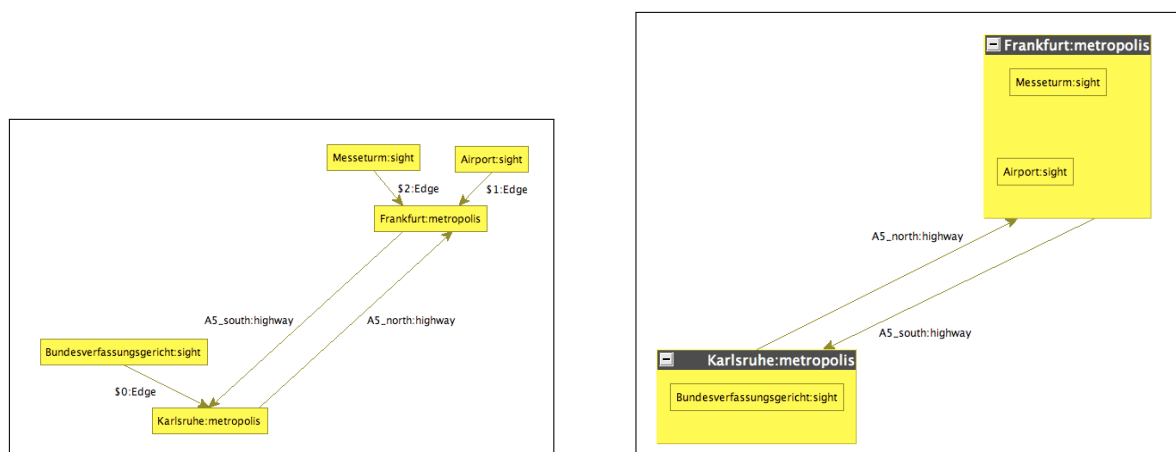 Messeturm:sight
Airport:sight
$2:Edge
$1:Edge
Frankfurt:metropolis
A5_south:highway
A5_north:highway
Bundesverfassungsgericht:sight
$0:Edge
Karlsruhe:metropolis
Frankfurt:metropolis
Messeturm:sight
Airport:sight
A5_north:highway
A5_south:highway
Karlsruhe:metropolis
Bundesverfassungsgericht:sight